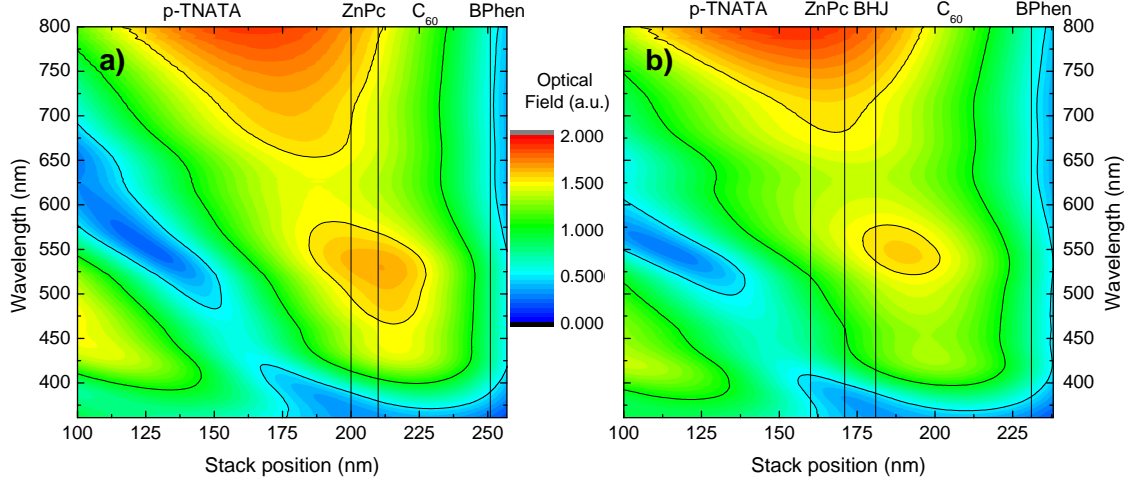 p-TNATA ZnPc C60 BPhen
p-TNATA ZnPc BHJ C60 BPhen
a)
b)
Wavelength (nm)
800
750
700
650
600
550
500
450
400
100 125 150 175 200 225 250
Stack position (nm)
Optical
Field (a.u.)
2.000
1.500
1.000
0.500
0.000
100 125 150 175 200 225
Stack position (nm)
800
750
700
650
600
550
500
450
400
Wavelength (nm)